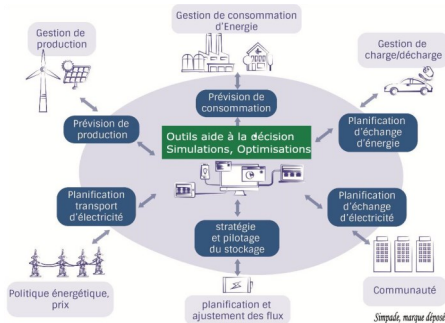 Gestion de consommation
d'Energie
Gestion de
production
Gestion de
charge/décharge
Prévision de
consommation
Prévision de
production
Outils aide à la décision
Simulations, Optimisations
Planification
d'échange
d'énergie
Planification
transport
d'électricité
stratégie
et pilotage
du stockage
Planification
d'échange
d'électricité
Politique énergétique,
prix
planification et
ajustement des flux
Communauté
Simpade, marque déposé